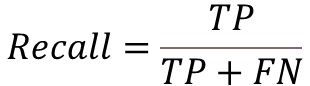 Recall = TP / (TP + FN)